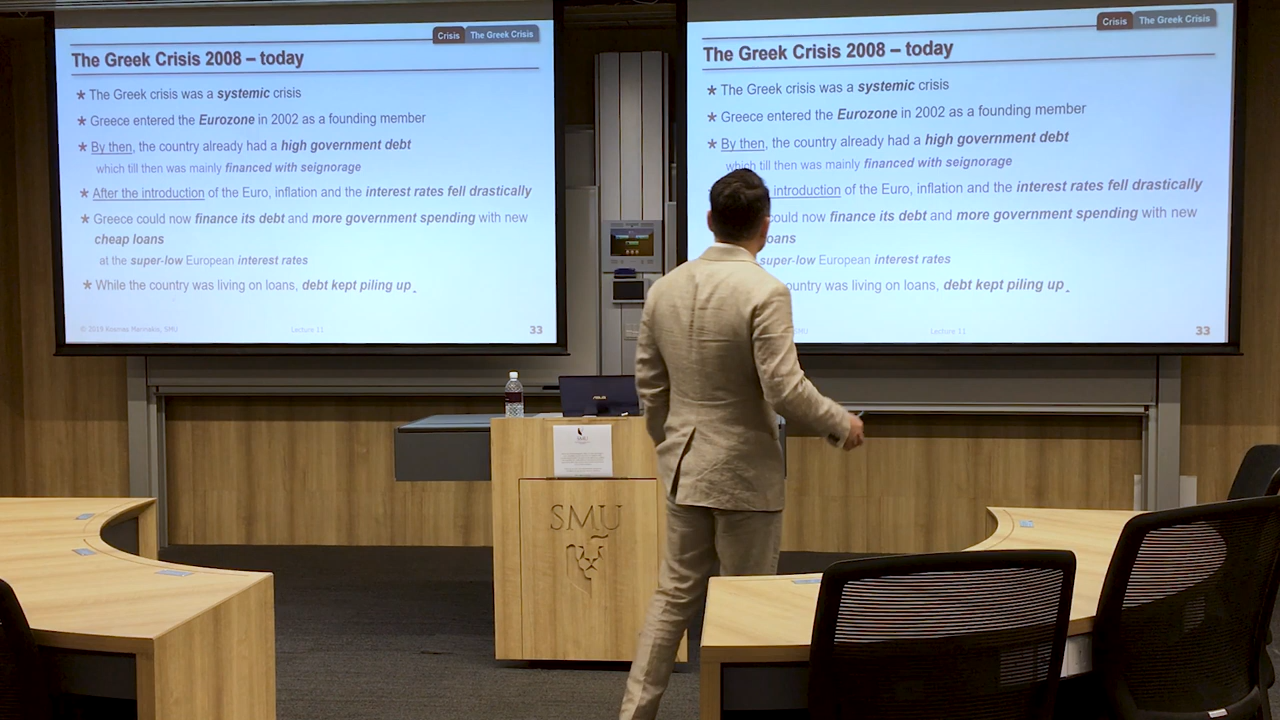 Crisis The Greek Crisis
The Greek Crisis 2008 – today
* The Greek crisis was a systemic crisis
* Greece entered the Eurozone in 2002 as a founding member
* By then, the country already had a high government debt
which till then was mainly financed with seignorage
* After the introduction of the Euro, inflation and the interest rates fell drastically
* Greece could now finance its debt and more government spending with new
cheap loans
at the super-low European interest rates
* While the country was living on loans, debt kept piling up
© 2019 Kosmas Marinakis, SMU Lecture 11 33
Crisis The Greek Crisis
The Greek Crisis 2008 – today
* The Greek crisis was a systemic crisis
* Greece entered the Eurozone in 2002 as a founding member
* By then, the country already had a high government debt
which till then was mainly financed with seignorage
introduction of the Euro, inflation and the interest rates fell drastically
could now finance its debt and more government spending with new
loans
super-low European interest rates
country was living on loans, debt kept piling up
SMU Lecture 11 33
ASUS
SMU
SMU